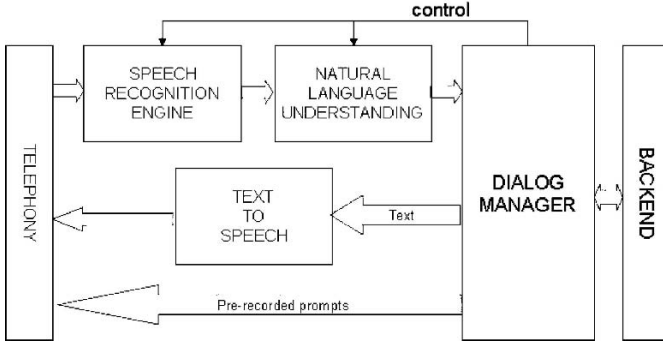 control
SPEECH
RECOGNITION
ENGINE
NATURAL
LANGUAGE
UNDERSTANDING
TELEPHONY
TEXT
TO
SPEECH
Text
DIALOG
MANAGER
BACKEND
Pre-recorded prompts